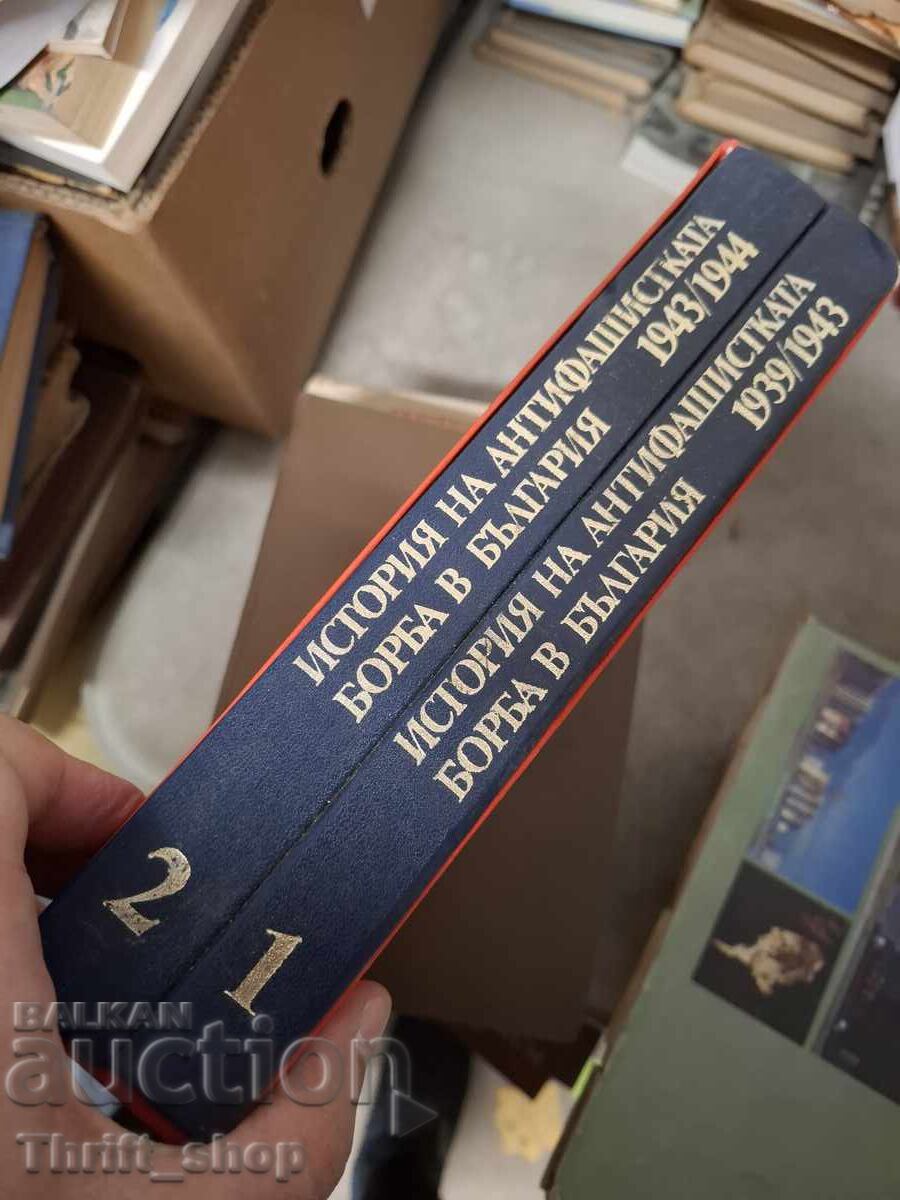 ИСТОРИЯ НА АНТИФАШИСТКАТА
БОРБА В БЪЛГАРИЯ 1943/1944
2
ИСТОРИЯ НА АНТИФАШИСТКАТА
БОРБА В БЪЛГАРИЯ 1939/1943
1
BALKAN
auction
Thrift_shop